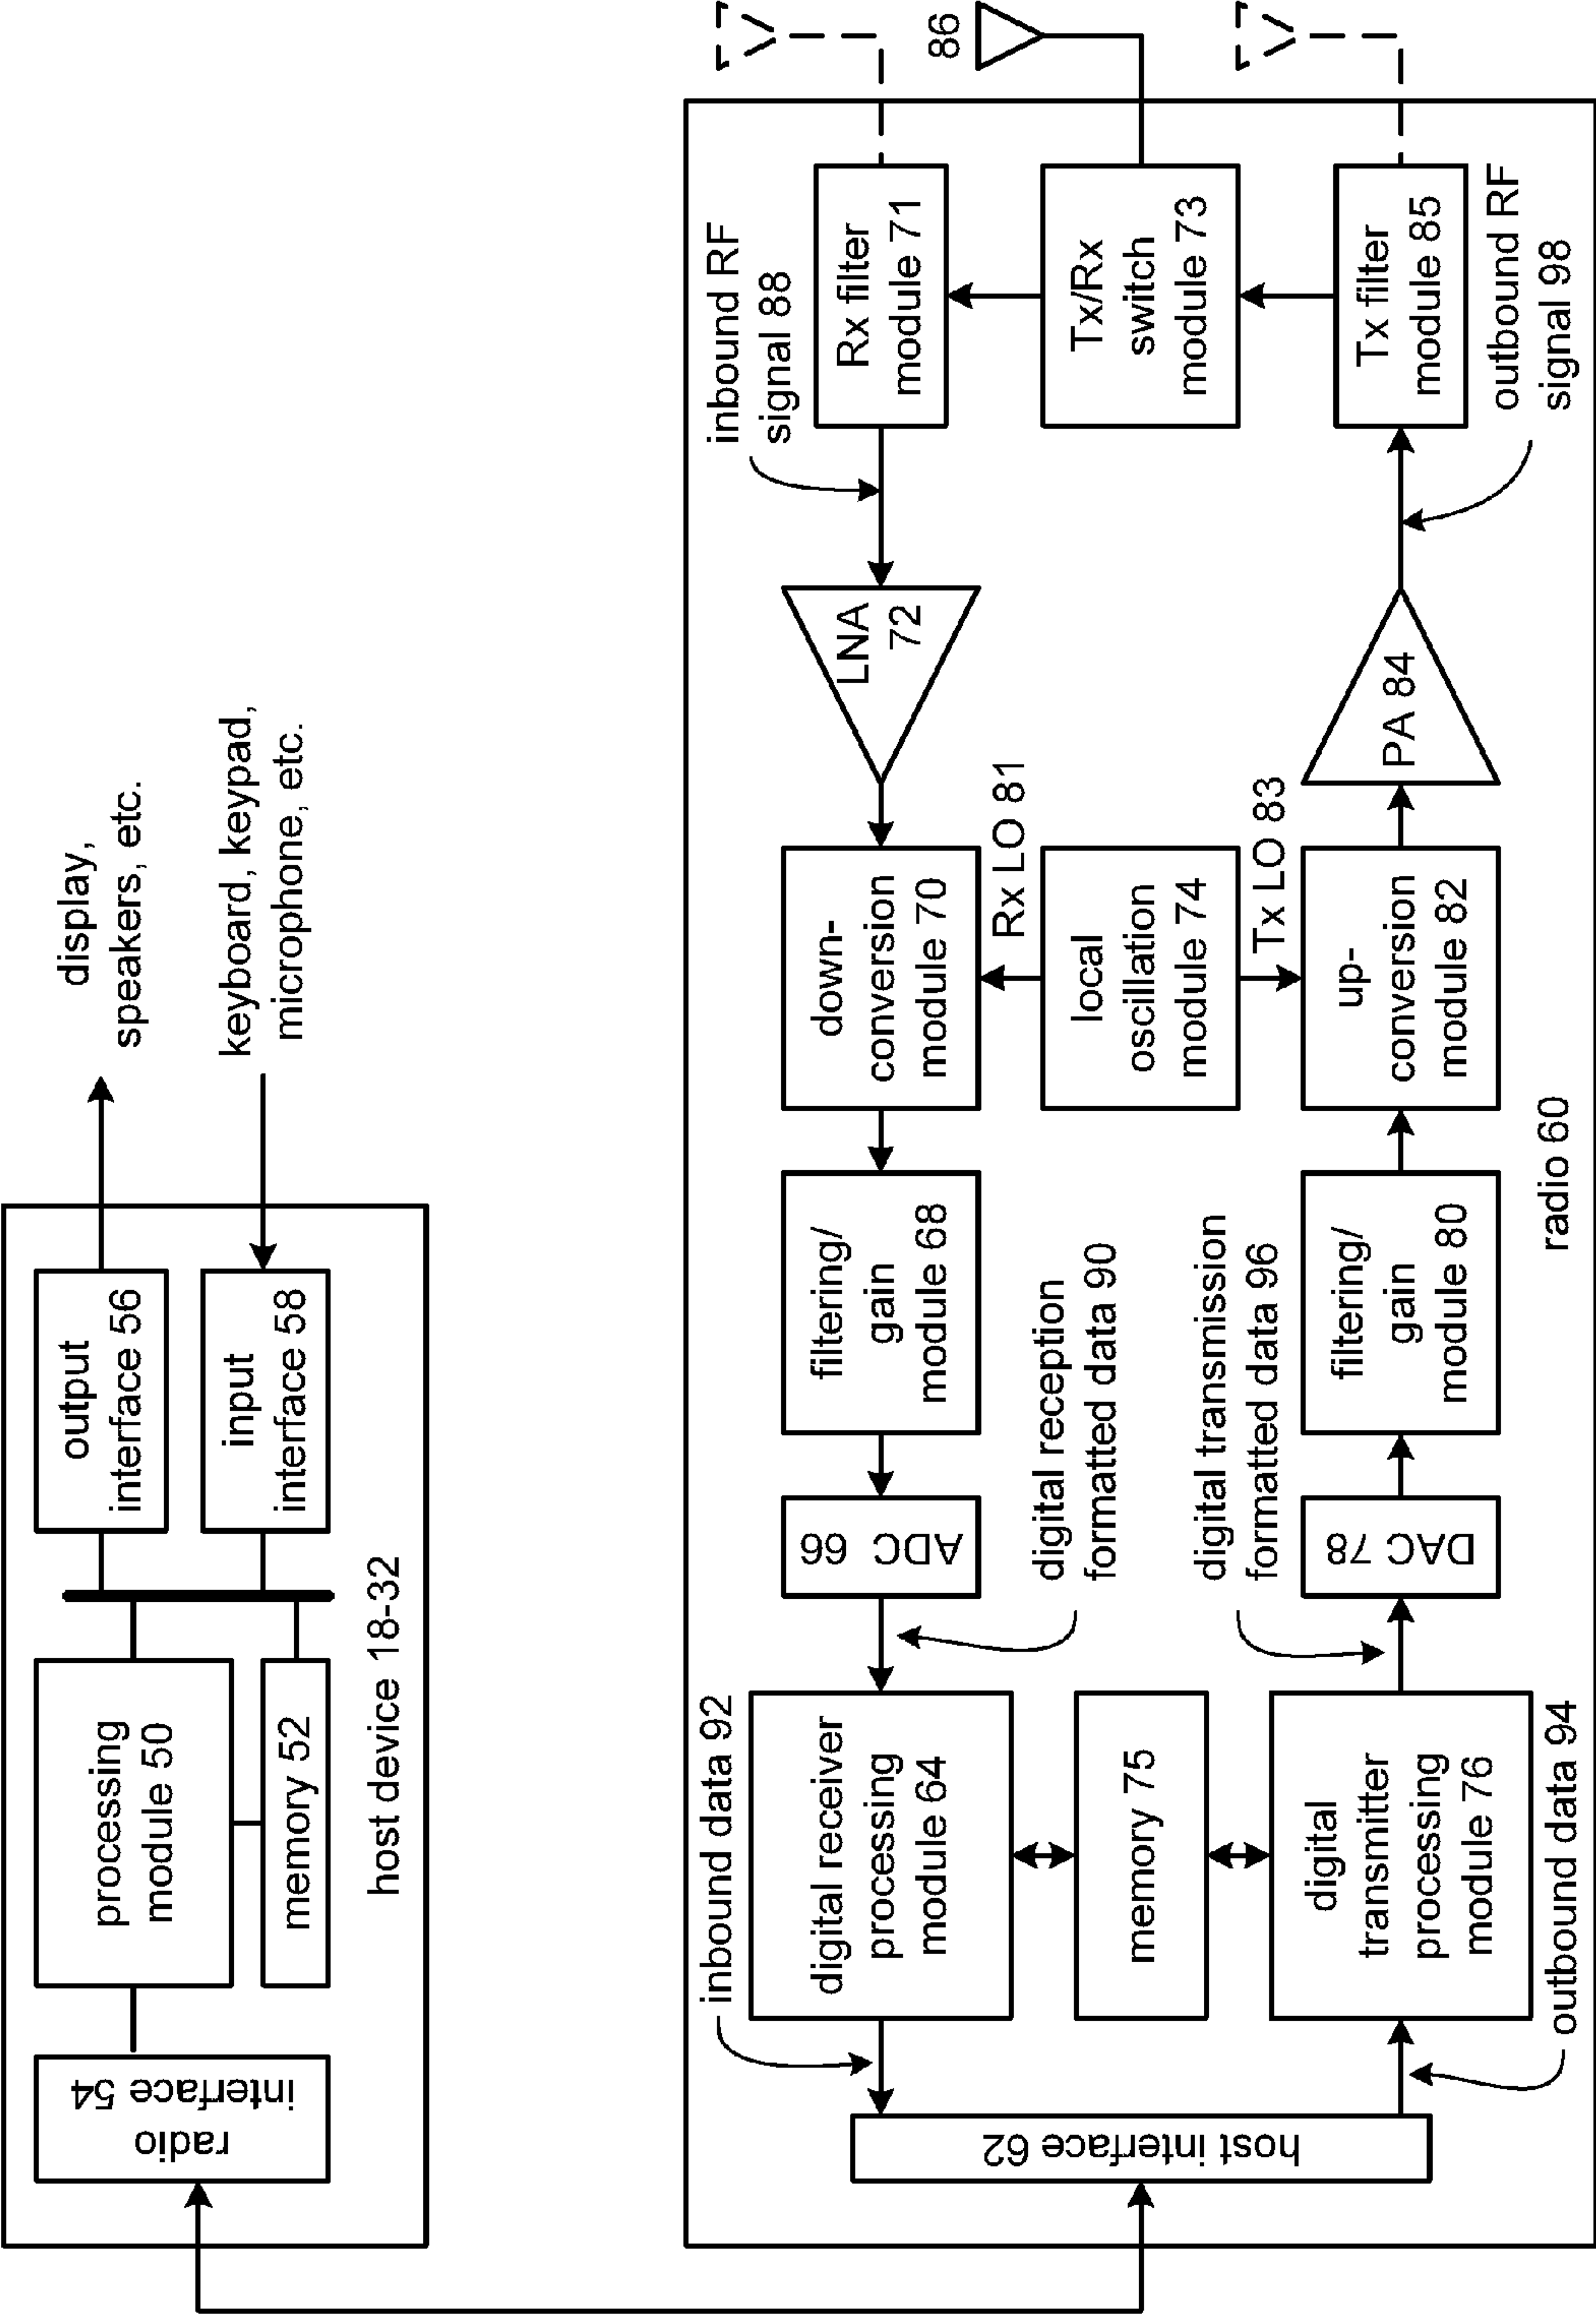 radio
interface 54
processing
module 50
memory 52
output
interface 56
input
interface 58
display,
speakers, etc.
keyboard, keypad,
microphone, etc.
host device 18-32
host interface 62
inbound data 92
digital receiver
processing
module 64
memory 75
digital
transmitter
processing
module 76
outbound data 94
ADC 66
digital reception
formatted data 90
digital transmission
formatted data 96
DAC 78
filtering/
gain
module 68
filtering/
gain
module 80
down-
conversion
module 70
Rx LO 81
local
oscillation
module 74
Tx LO 83
up-
conversion
module 82
radio 60
LNA
72
PA 84
inbound RF
signal 88
Rx filter
module 71
Tx/Rx
switch
module 73
Tx filter
module 85
outbound RF
signal 98
86